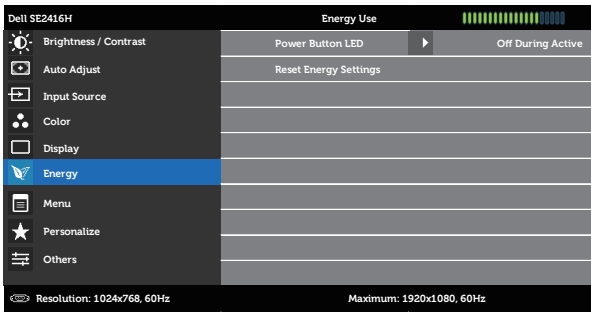 Dell SE2416H Energy Use
Brightness / Contrast Power Button LED Off During Active
Auto Adjust Reset Energy Settings
Input Source
Color
Display
Energy
Menu
Personalize
Others
Resolution: 1024x768, 60Hz Maximum: 1920x1080, 60Hz